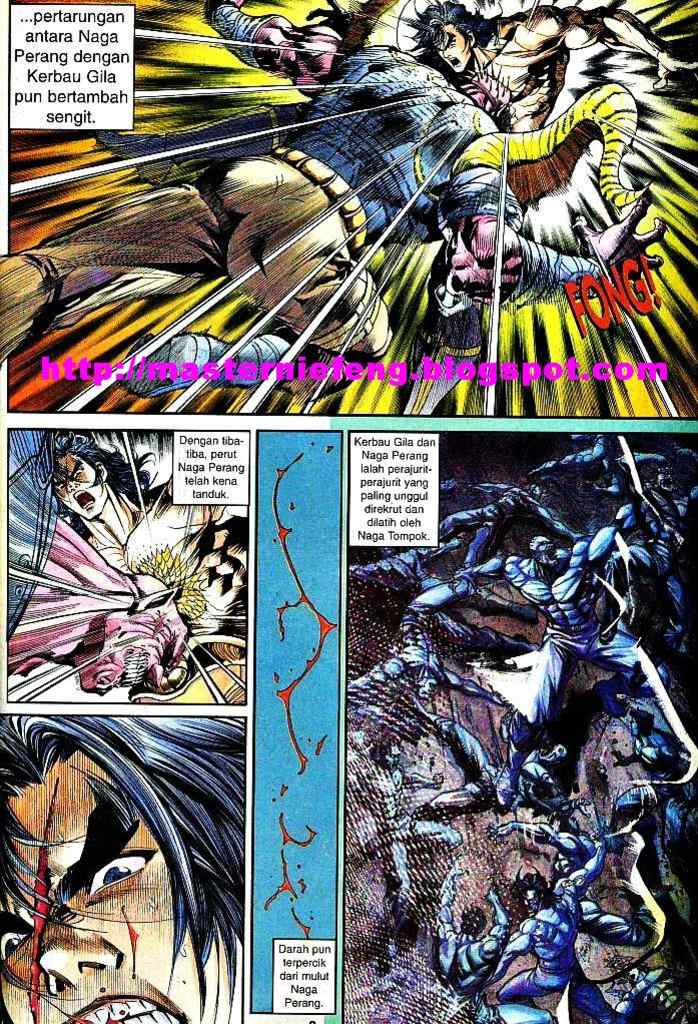 ...pertarungan
antara Naga
Perang dengan
Kerbau Gila
pun bertambah
sengit.
FONG!
http://masterniefeng.blogspot.com
Dengan tiba-
tiba, perut
Naga Perang
telah kena
tanduk.
Kerbau Gila dan
Naga Perang
ialah perajurit-
perajurit yang
paling unggul
direkrut dan
dilatih oleh
Naga Tompok.
Darah pun
terpercik
dari mulut
Naga
Perang.